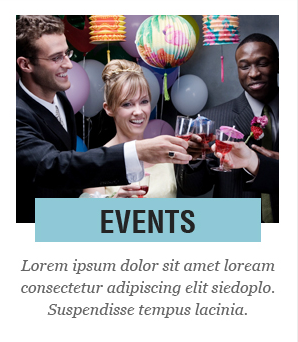 EVENTS
Lorem ipsum dolor sit amet loream
consectetur adipiscing elit siedoplo.
Suspendisse tempus lacinia.